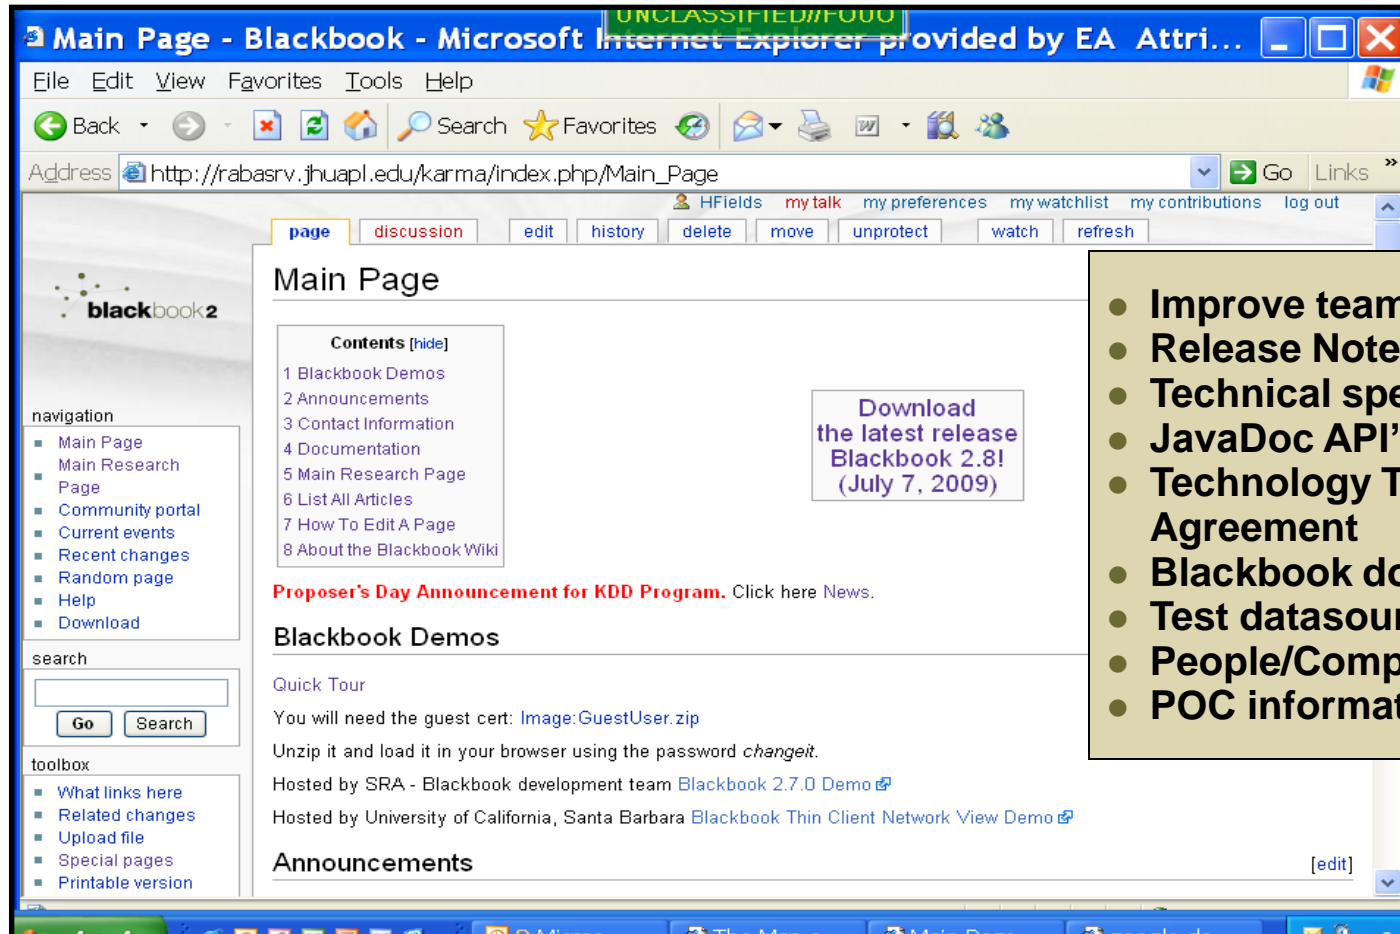 UNCLASSIFIED//FOUO
Main Page - Blackbook - Microsoft Internet Explorer provided by EA Attri...
File Edit View Favorites Tools Help
Back Search Favorites
Address http://rabasrv.jhuapl.edu/karma/index.php/Main_Page Go Links »
HFields my talk my preferences my watchlist my contributions log out
page discussion edit history delete move unprotect watch refresh
blackbook2
Main Page
Contents [hide]
1 Blackbook Demos
2 Announcements
3 Contact Information
4 Documentation
5 Main Research Page
6 List All Articles
7 How To Edit A Page
8 About the Blackbook Wiki
Download
the latest release
Blackbook 2.8!
(July 7, 2009)
Proposer's Day Announcement for KDD Program. Click here News.
Blackbook Demos
Quick Tour
You will need the guest cert: Image:GuestUser.zip
Unzip it and load it in your browser using the password changeit.
Hosted by SRA - Blackbook development team Blackbook 2.7.0 Demo
Hosted by University of California, Santa Barbara Blackbook Thin Client Network View Demo
Announcements [edit]
navigation
Main Page
Main Research
Page
Community portal
Current events
Recent changes
Random page
Help
Download
search
Go Search
toolbox
What links here
Related changes
Upload file
Special pages
Printable version
Improve team
Release Note
Technical spe
JavaDoc API'
Technology T
Agreement
Blackbook do
Test datasour
People/Comp
POC informat
Main Page